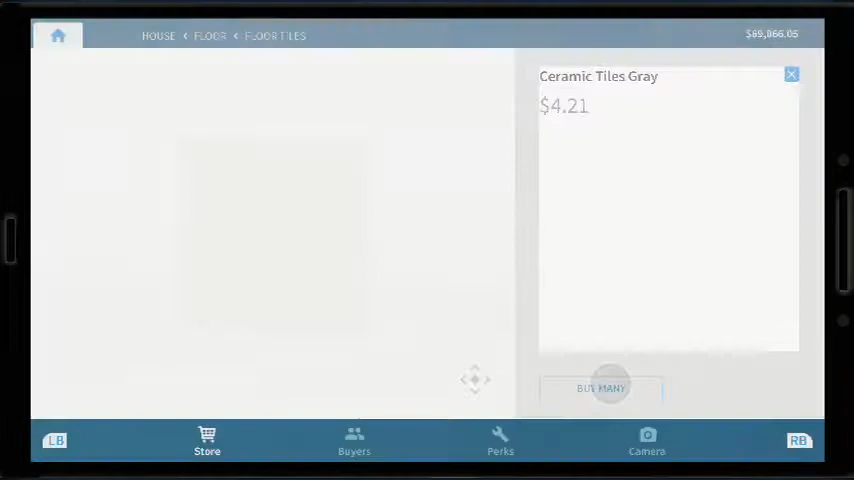 HOUSE < FLOOR < FLOOR TILES
$89,866.05
Ceramic Tiles Gray
$4.21
BUY MANY
LB
Store
Buyers
Perks
Camera
RB